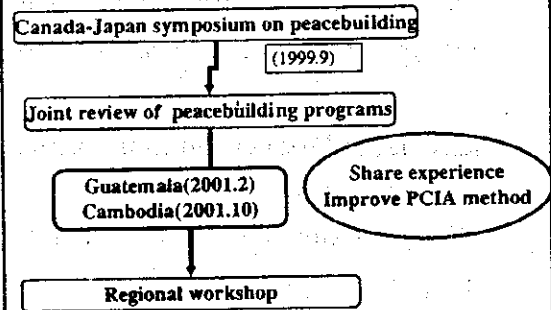 Canada-Japan symposium on peacebuilding
(1999.9)
Joint review of peacebuilding programs
Guatemala(2001.2)
Cambodia(2001.10)
Share experience
Improve PCIA method
Regional workshop